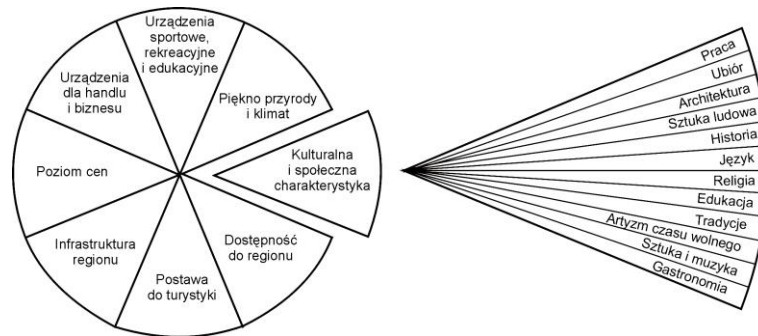 Urządzenia
sportowe,
rekreacyjne
i edukacyjne
Piękno przyrody
i klimat
Kulturalna
i społeczna
charakterystyka
Dostępność
do regionu
Postawa
do turystyki
Infrastruktura
regionu
Poziom cen
Urządzenia
dla handlu
i biznesu
Praca
Ubiór
Architektura
Sztuka ludowa
Historia
Język
Religia
Edukacja
Tradycje
Artyzm czasu wolnego
Sztuka i muzyka
Gastronomia